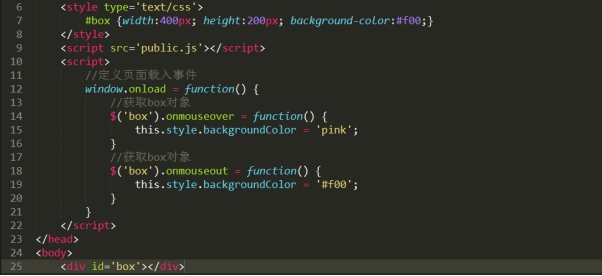 6 <style type='text/css'>
7 #box {width:400px; height:200px; background-color:#f00;}
8 </style>
9 <script src='public.js'></script>
10 <script>
11 //定义页面载入事件
12 window.onload = function() {
13 //获取box对象
14 $('box').onmouseover = function() {
15 this.style.backgroundColor = 'pink';
16 }
17 //获取box对象
18 $('box').onmouseout = function() {
19 this.style.backgroundColor = '#f00';
20 }
21 }
22 </script>
23 </head>
24 <body>
25 <div id='box'></div>